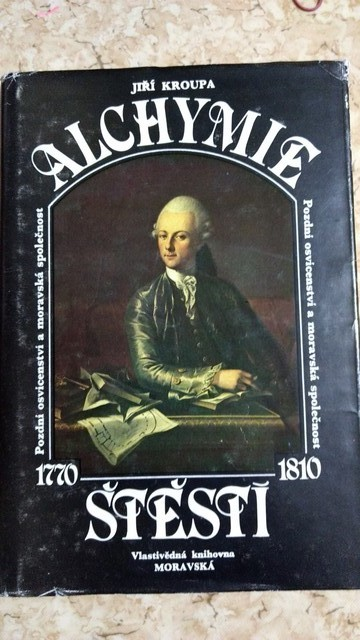 JIŘÍ KROUPA
ALCHYMIE
Pozdní osvícenství a moravská společnost
Pozdní osvícenství a moravská společnost
1770
1810
ŠTĚSTÍ
Vlastivědná knihovna
MORAVSKÁ